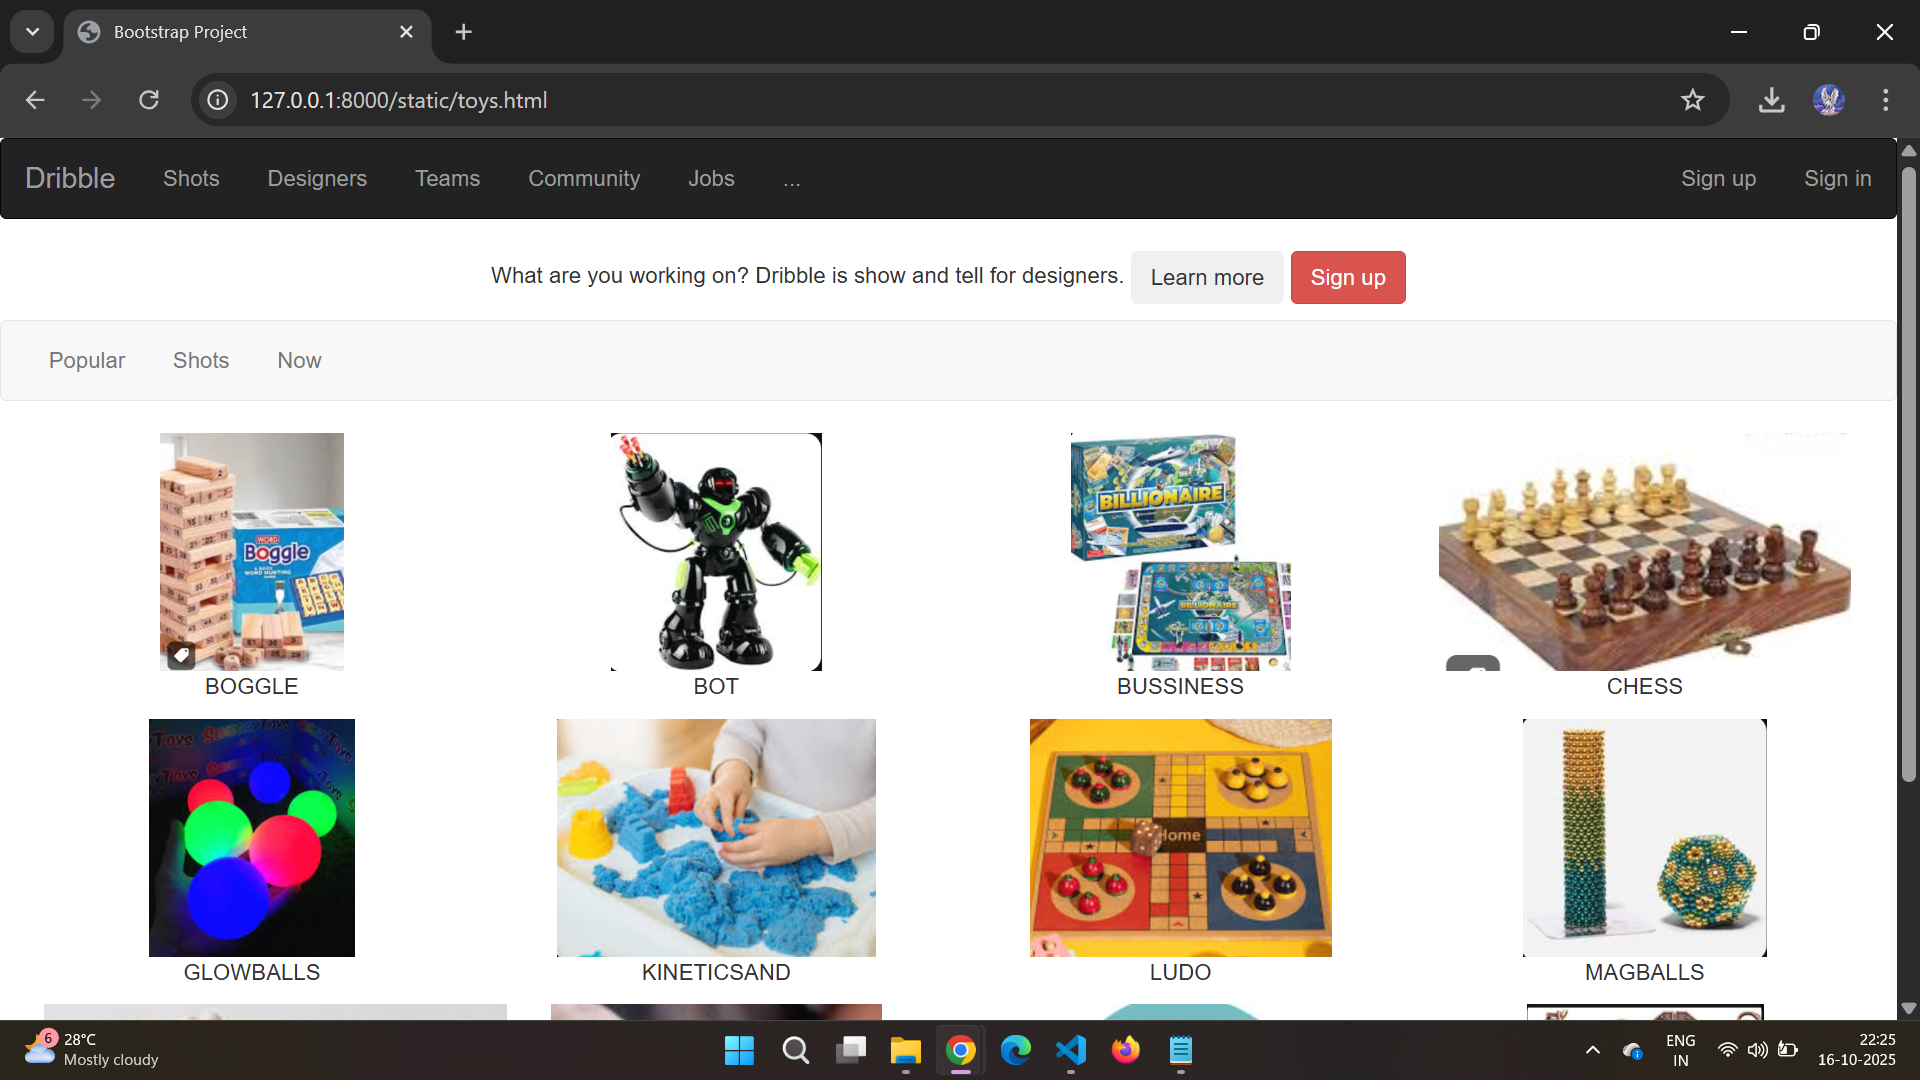 Bootstrap Project
127.0.0.1:8000/static/toys.html
Dribble Shots Designers Teams Community Jobs ... Sign up Sign in
What are you working on? Dribble is show and tell for designers. Learn more Sign up
Popular Shots Now
WORD
Boggle
BILLIONAIRE
BILLIONAIRE
BOGGLE BOT BUSSINESS CHESS
Home
GLOWBALLS KINETICSAND LUDO MAGBALLS
6
28°C
Mostly cloudy
ENG
IN
22:25
16-10-2025